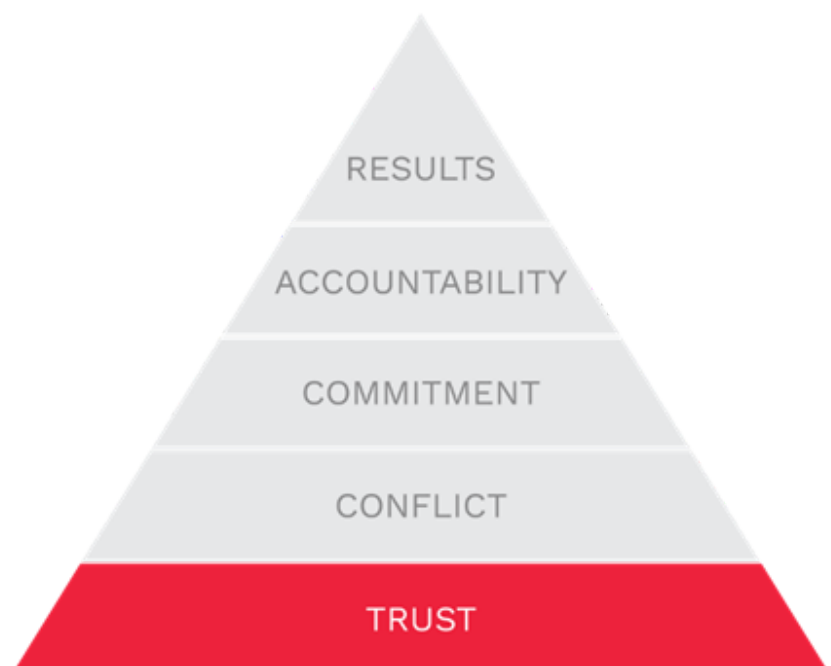 RESULTS
ACCOUNTABILITY
COMMITMENT
CONFLICT
TRUST